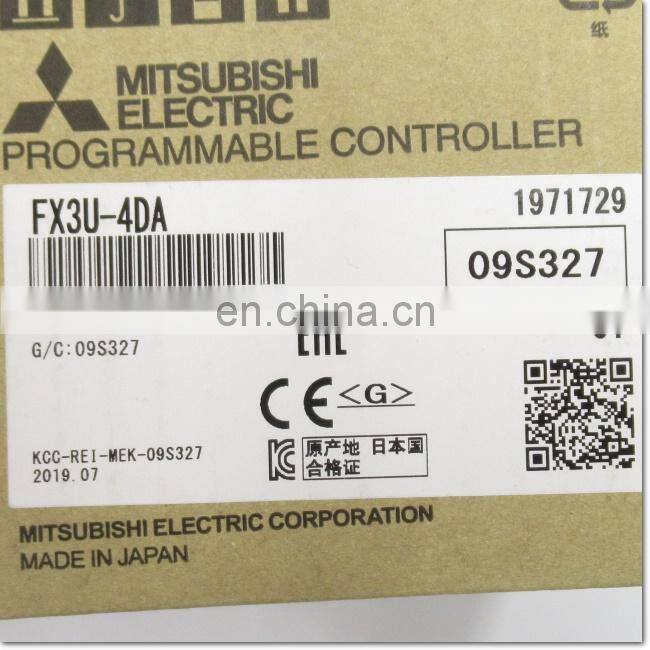 纸
MITSUBISHI
ELECTRIC
PROGRAMMABLE CONTROLLER
FX3U-4DA
1971729
09S327
en.china.cn
G/C:09S327
EAC
CE
<G>
KCC-REI-MEK-09S327
2019.07
原产地 日本国
合格证
MITSUBISHI ELECTRIC CORPORATION
MADE IN JAPAN